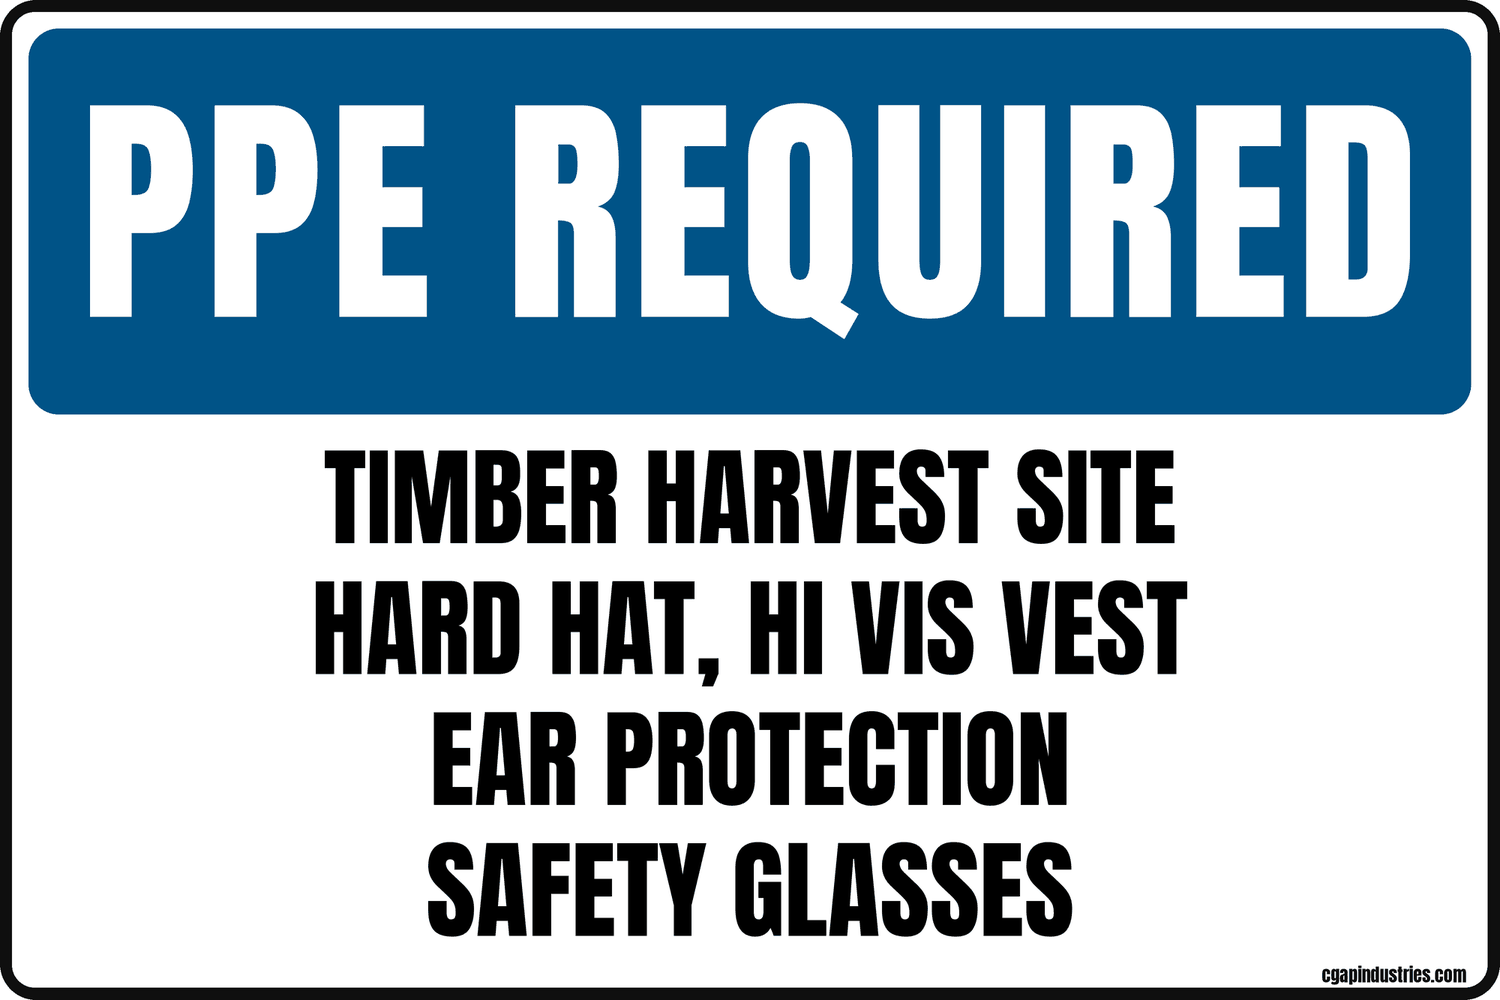 PPE REQUIRED
TIMBER HARVEST SITE
HARD HAT, HI VIS VEST
EAR PROTECTION
SAFETY GLASSES
cgapindustries.com